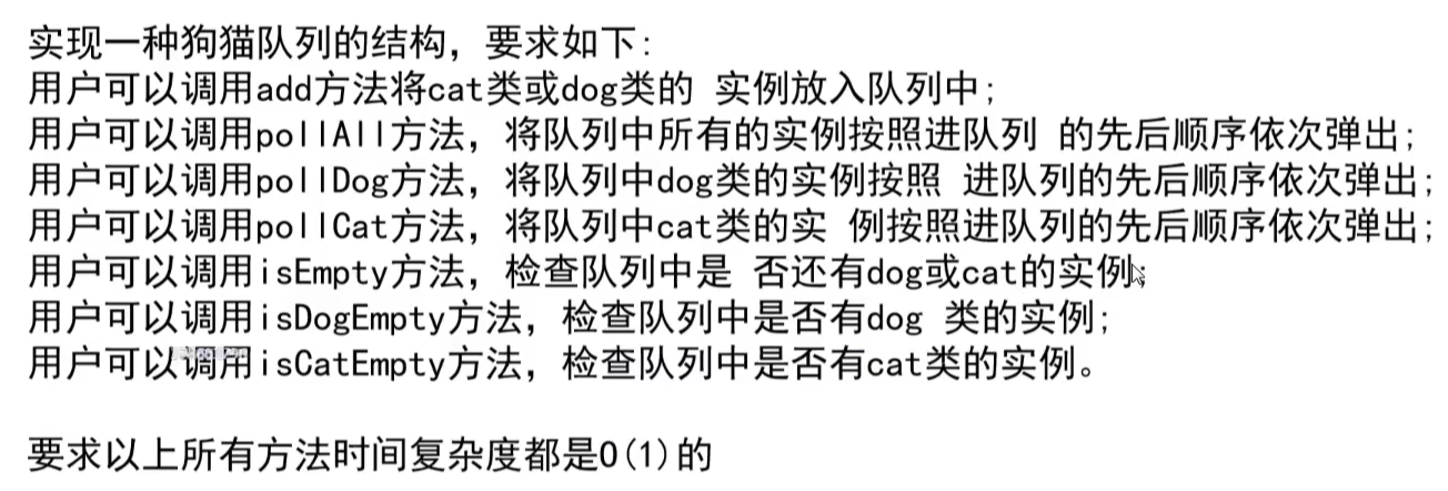 实现一种狗猫队列的结构，要求如下:
用户可以调用add方法将cat类或dog类的 实例放入队列中;
用户可以调用pollAll方法，将队列中所有的实例按照进队列 的先后顺序依次弹出;
用户可以调用pollDog方法，将队列中dog类的实例按照 进队列的先后顺序依次弹出;
用户可以调用pollCat方法，将队列中cat类的实 例按照进队列的先后顺序依次弹出;
用户可以调用isEmpty方法，检查队列中是 否还有dog或cat的实例;
用户可以调用isDogEmpty方法，检查队列中是否有dog 类的实例;
用户可以调用isCatEmpty方法，检查队列中是否有cat类的实例。
要求以上所有方法时间复杂度都是O(1)的